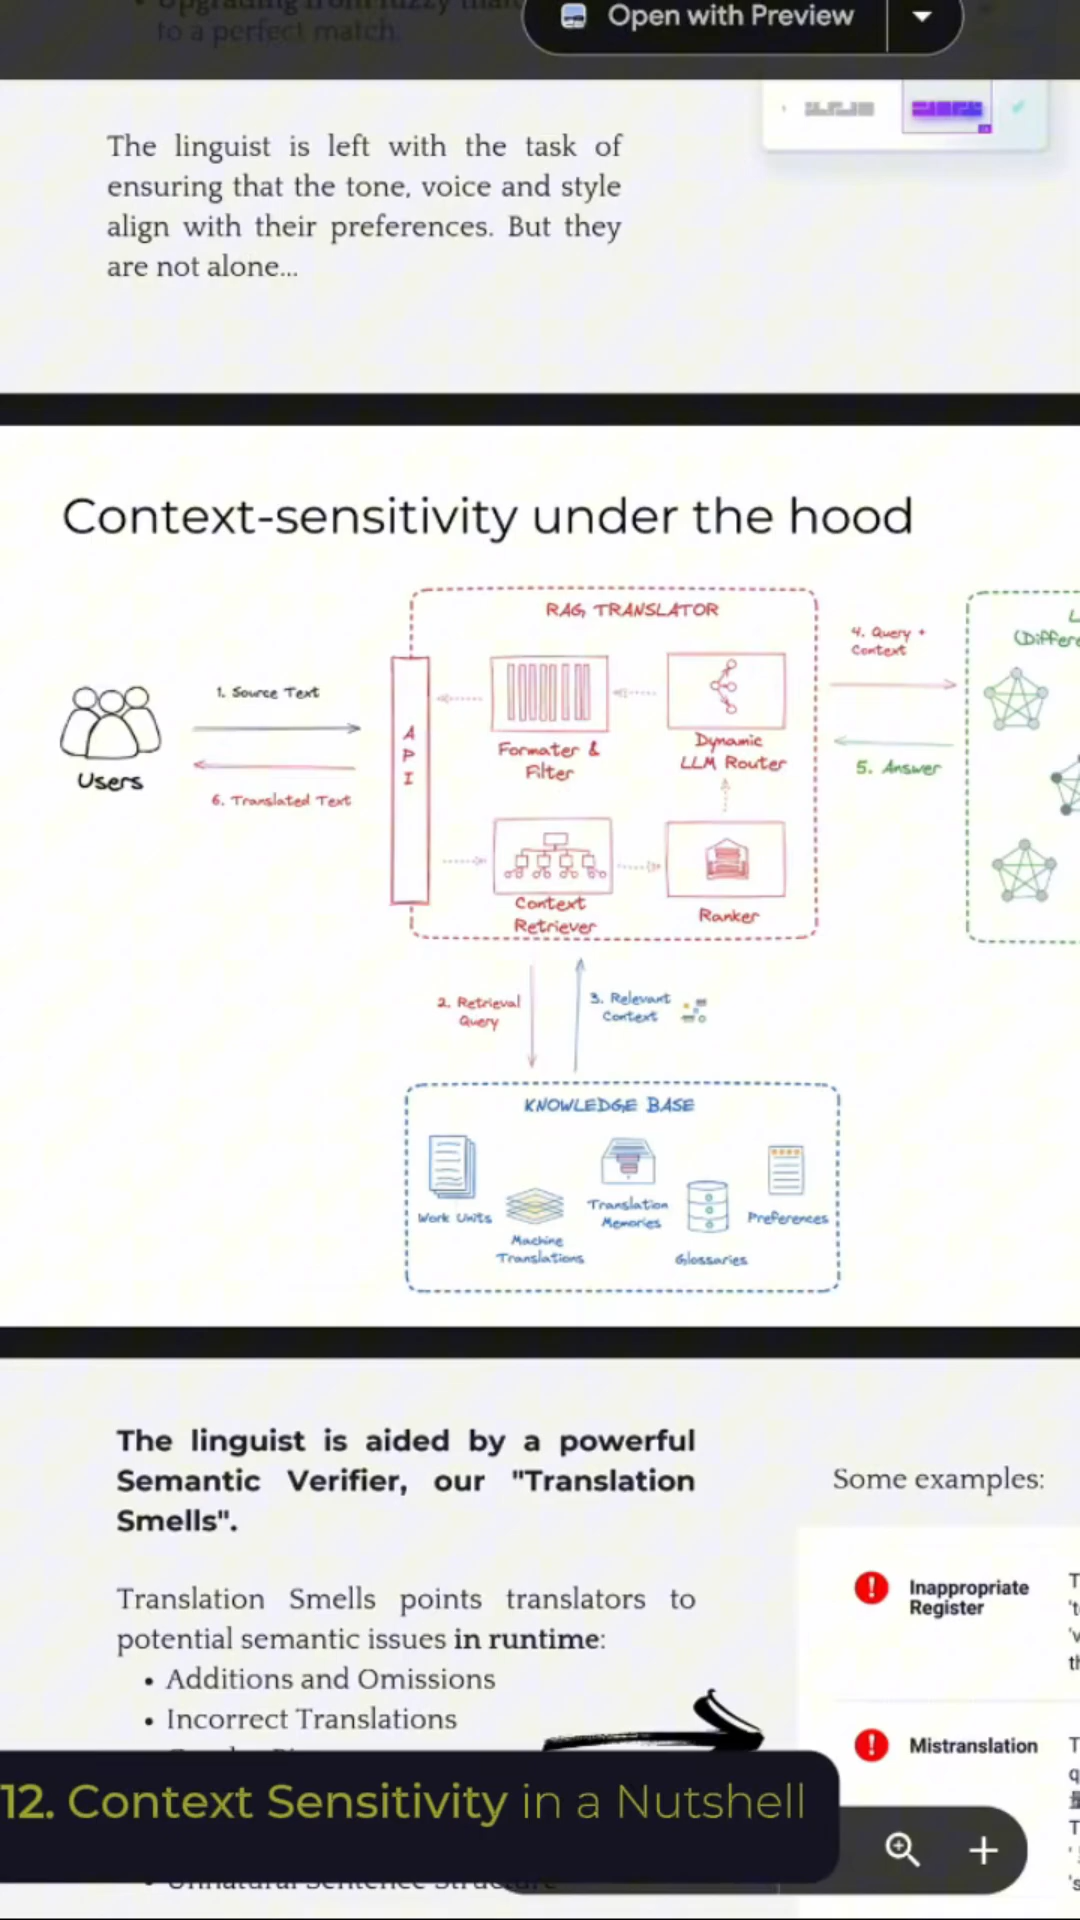 to a perfect match.
Open with Preview
The linguist is left with the task of
ensuring that the tone, voice and style
align with their preferences. But they
are not alone...
Context-sensitivity under the hood
RAG TRANSLATOR
4. Query +
Context
(Differe
1. Source Text
A
P
I
Formater &
Filter
Dynamic
LLM Router
5. Answer
Users
6. Translated Text
Context
Retriever
Ranker
2. Retrieval
Query
3. Relevant
Context
KNOWLEDGE BASE
Work Units
Machine
Translations
Translation
Memories
Glossaries
Preferences
The linguist is aided by a powerful
Semantic Verifier, our "Translation
Smells".
Some examples:
Translation Smells points translators to
potential semantic issues in runtime:
• Additions and Omissions
• Incorrect Translations
Inappropriate
Register
Mistranslation
12. Context Sensitivity in a Nutshell